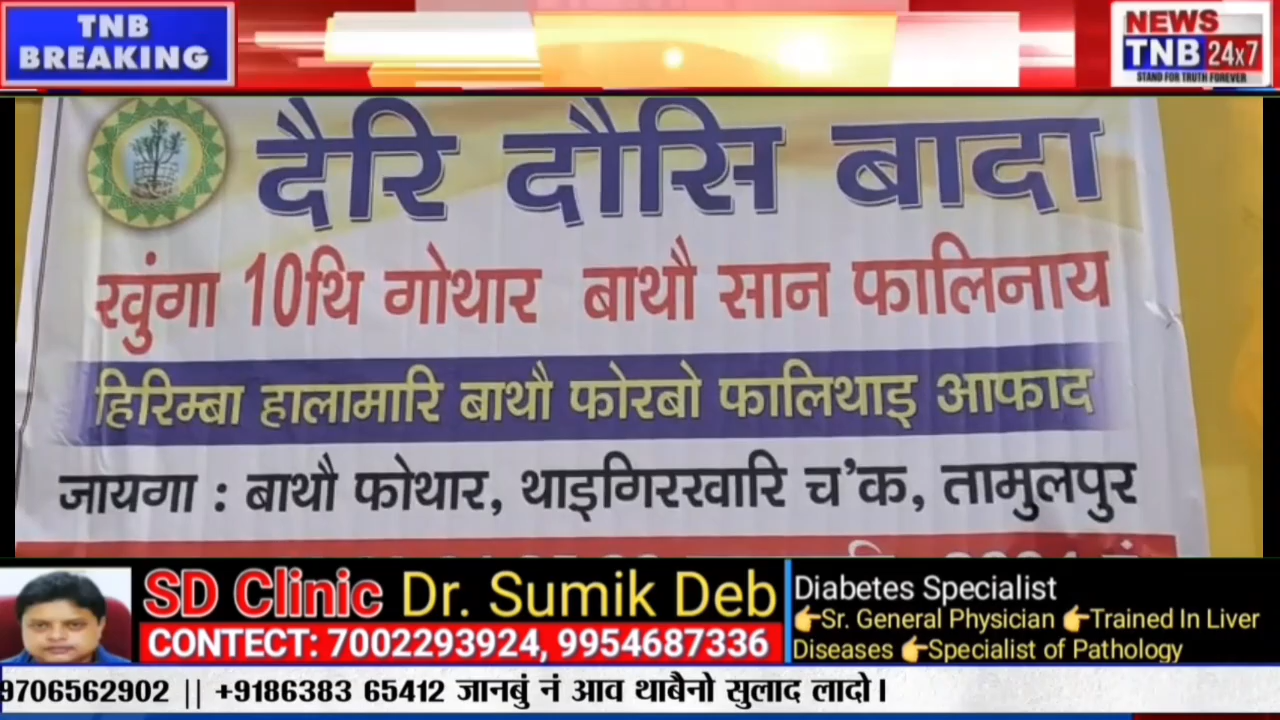 TNB
BREAKING
NEWS
TNB 24x7
STAND FOR TRUTH FOREVER
दैरि दौसि बादा
खुंगा 10थि गोथार बाथौ सान फालिनाय
हिरिम्बा हालामारि बाथौ फोरबो फालिथाइ आफाद
जायगा : बाथौ फोथार, थाइगिरखारि च'क, तामुलपुर
SD Clinic Dr. Sumik Deb
CONTECT: 7002293924, 9954687336
Diabetes Specialist
👉Sr. General Physician 👉Trained In Liver
Diseases 👉Specialist of Pathology
9706562902 || +9186383 65412 जानबुं नं आव थाबैनो सुलाद लादो।